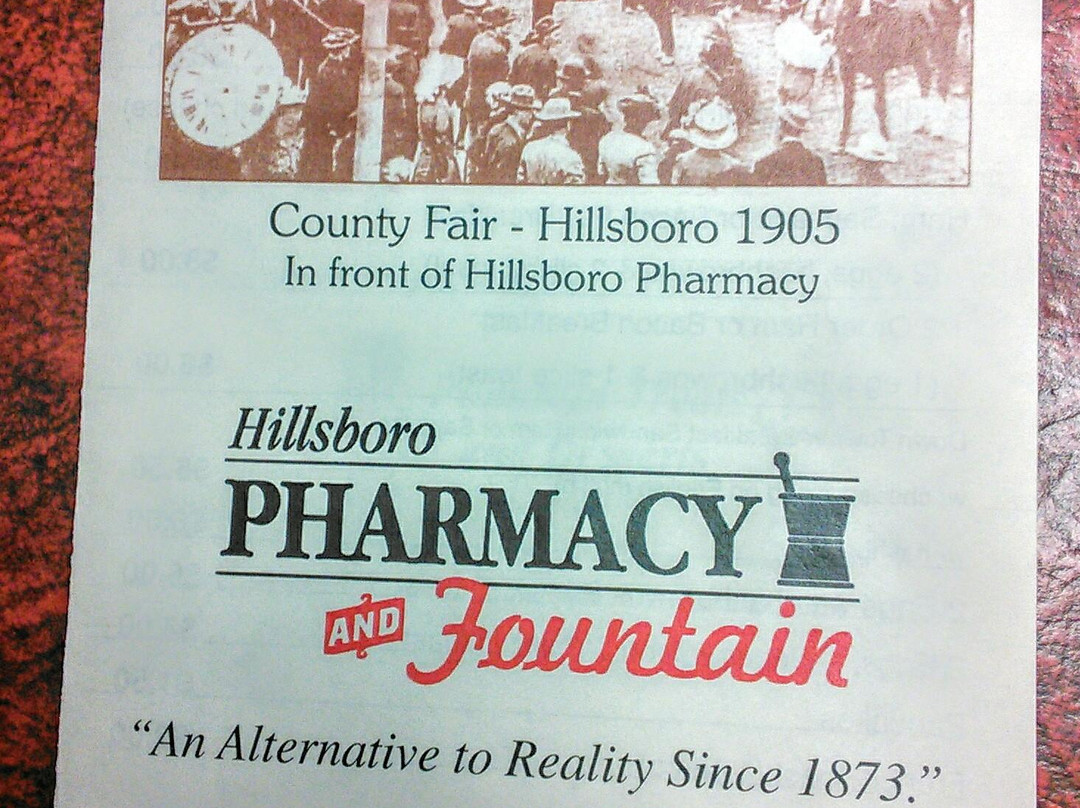 County Fair - Hillsboro 1905
In front of Hillsboro Pharmacy
Hillsboro
PHARMACY
AND Fountain
“An Alternative to Reality Since 1873.”